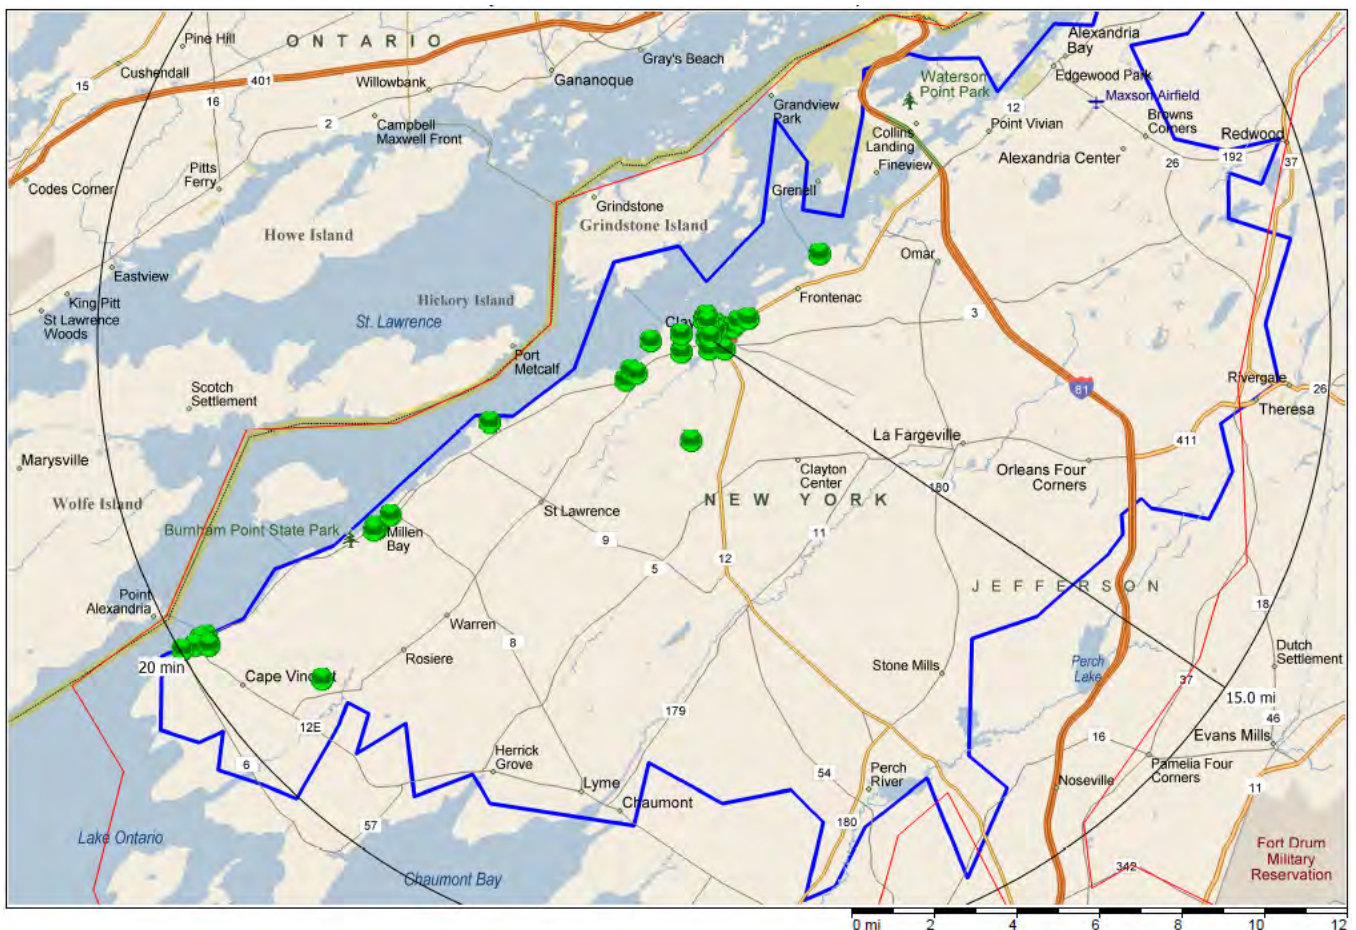 Pine Hill
ONTARIO
Cushendall
15
401
16
Willowbank
Gananoque
Gray's Beach
2
Campbell
Maxwell Front
Grandview
Park
Waterson
Point Park
Alexandria
Bay
Edgewood Park
Maxson Airfield
12
Browns
Corners
Point Vivian
Collins
Landing
Redwood
Alexandria Center
26
192
37
Fineview
Pitts
Ferry
Codes Corner
Grenell
Grindstone
Grindstone Island
Howe Island
Omar
Eastview
King Pitt
St Lawrence
Woods
Hickory Island
St. Lawrence
Frontenac
3
Clay
Port
Metcalf
81
Rivergate
26
Theresa
Scotch
Settlement
La Fargeville
411
Marysville
Clayton
Center
Orleans Four
Corners
180
Wolfe Island
NEW YORK
St Lawrence
Burnham Point State Park
Millen
Bay
9
11
5
12
JEFFERSON
Point
Alexandria
18
Warren
8
Dutch
Settlement
Rosiere
20 min
Stone Mills
Perch
Lake
37
Cape Vincent
15.0 mi
12E
179
46
16
Evans Mills
Herrick
Grove
6
54
Perch
River
Pamelia Four
Corners
Lyme
Noseville
11
Chaumont
57
180
Lake Ontario
Fort Drum
Military
Reservation
342
Chaumont Bay
0 mi 2 4 6 8 10 12